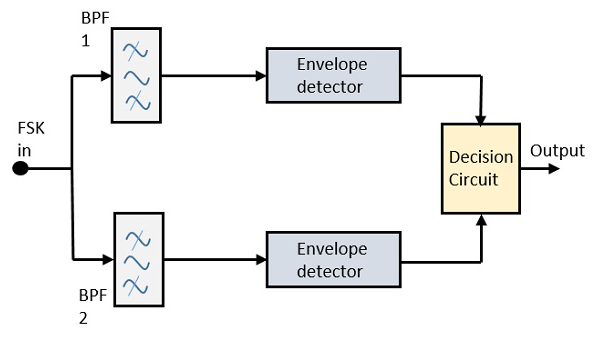 BPF
1
Envelope
detector
FSK
in
Decision
Circuit
Output
Envelope
detector
BPF
2